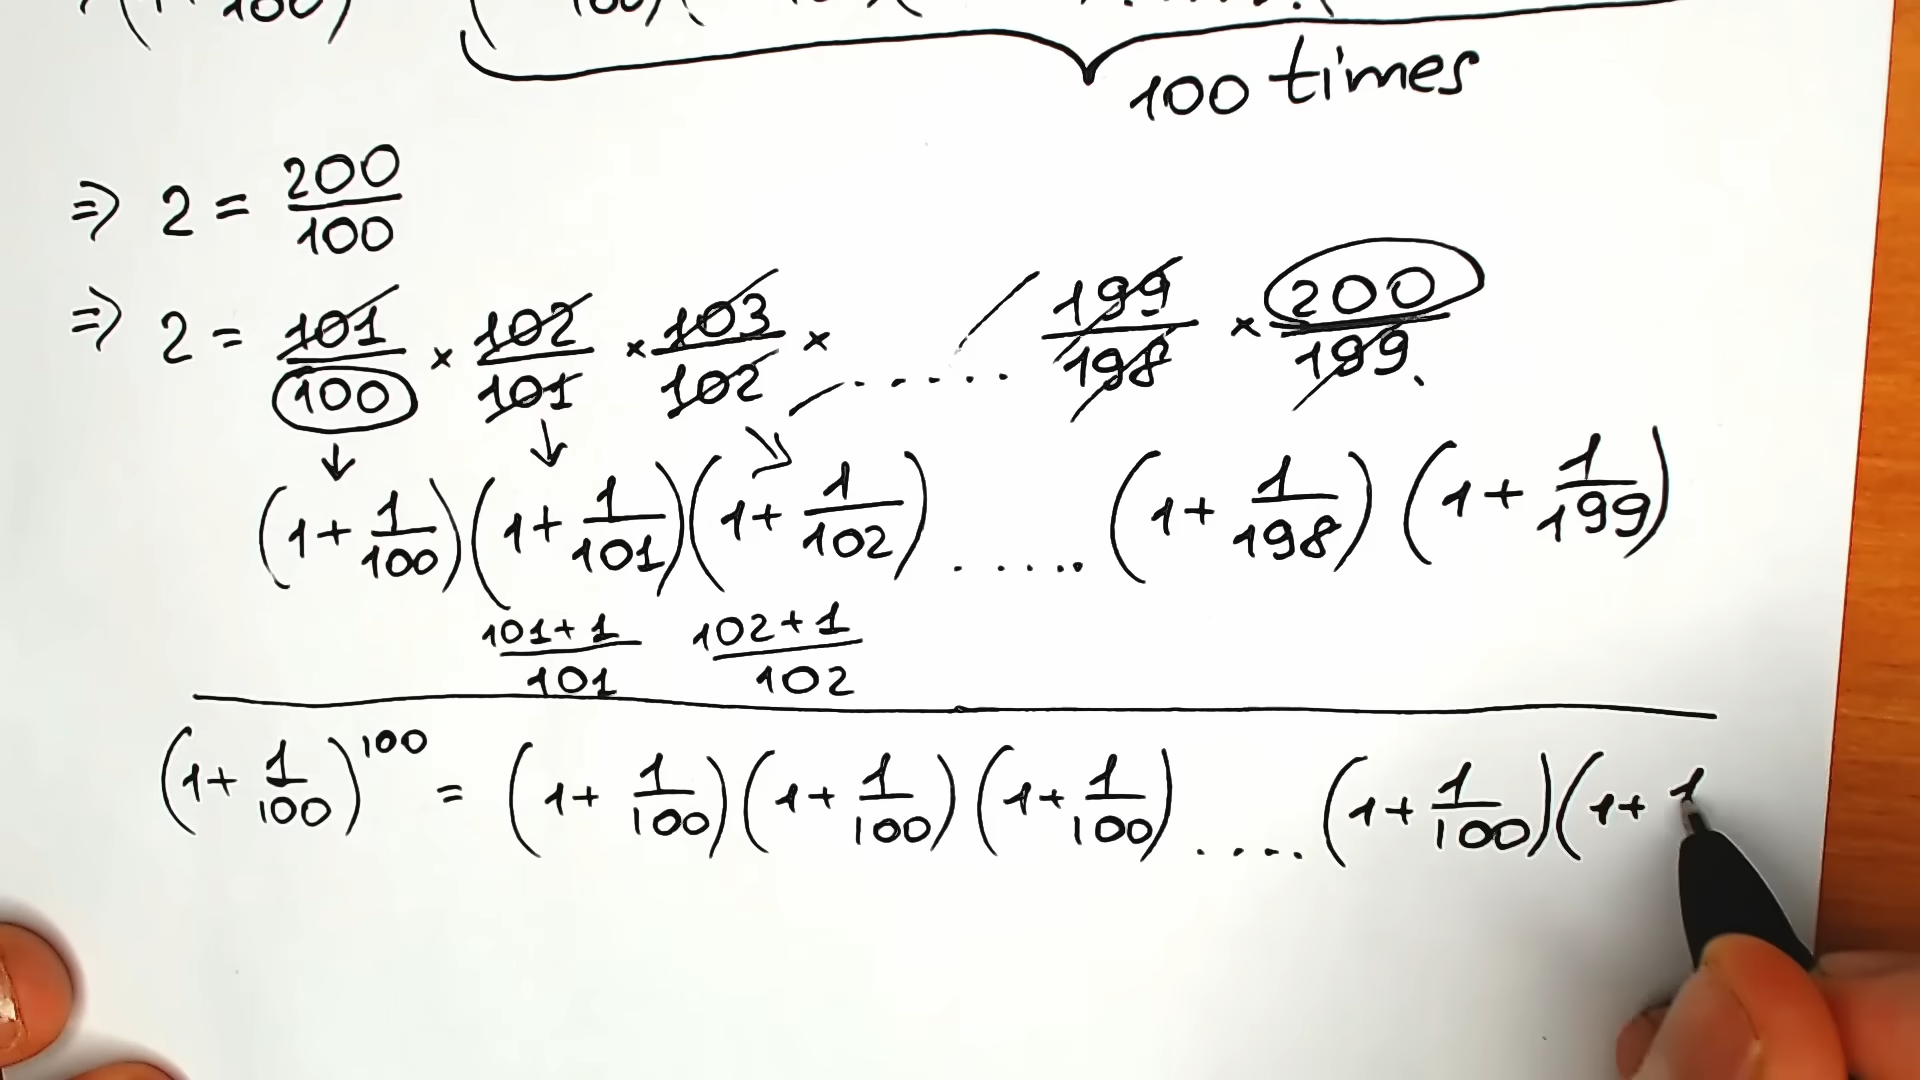 100 times
⇒ 2 = 200/100
⇒ 2 = 101/100 × 102/101 × 103/102 × ...... 199/198 × 200/199.
(1+ 1/100)(1+ 1/101)(1+ 1/102) ..... (1+ 1/198)(1+ 1/199)
101+1/101 102+1/102
(1+ 1/100)^100 = (1+ 1/100)(1+ 1/100)(1+ 1/100) .... (1+ 1/100)(1+ 1